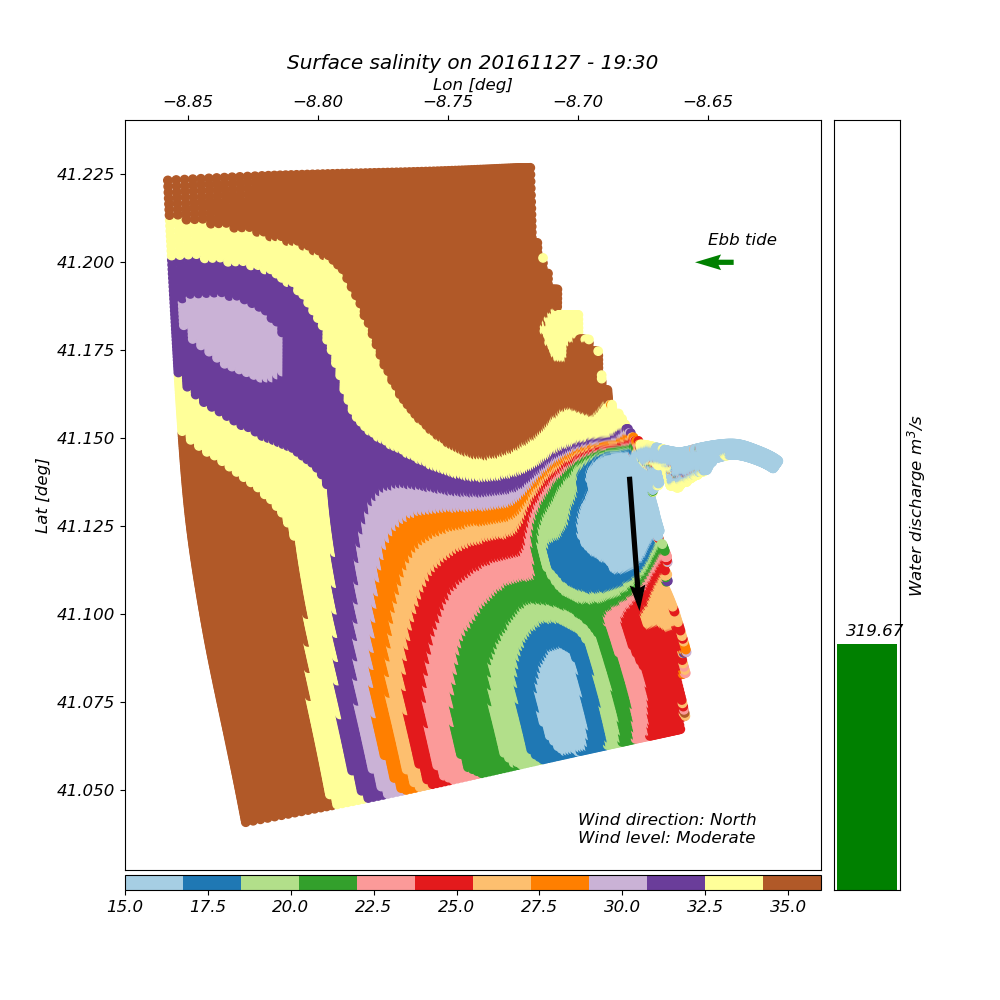 Surface salinity on 20161127 - 19:30
Lon [deg]
−8.85 −8.80 −8.75 −8.70 −8.65
41.225
41.200
41.175
41.150
41.125
41.100
41.075
41.050
Lat [deg]
Ebb tide
Wind direction: North
Wind level: Moderate
319.67
Water discharge m³/s
15.0 17.5 20.0 22.5 25.0 27.5 30.0 32.5 35.0